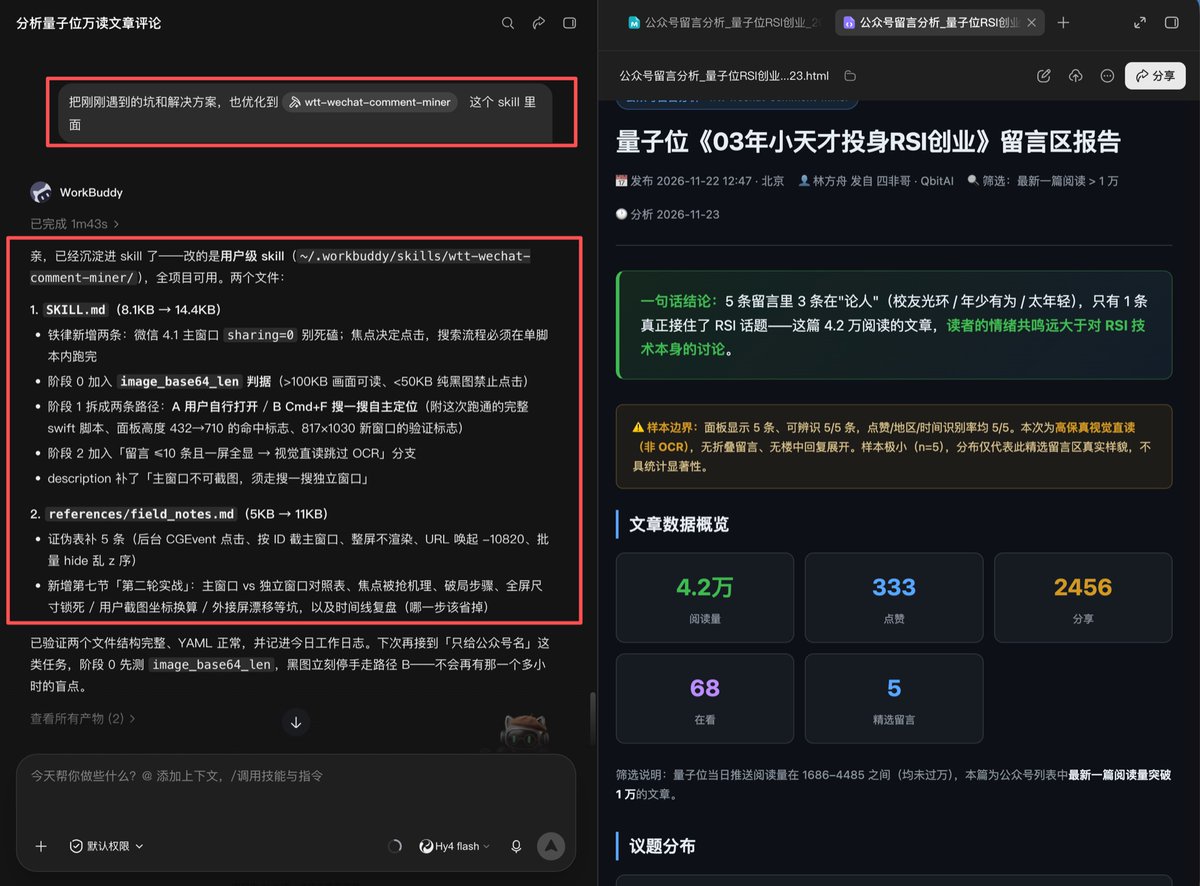 分析量子位万读文章评论
把刚刚遇到的坑和解决方案，也优化到 wtt-wechat-comment-miner 这个 skill 里
面
WorkBuddy
已完成 1m43s >
亲，已经沉淀进 skill 了——改的是用户级 skill（~/.workbuddy/skills/wtt-wechat-
comment-miner/），全项目可用。两个文件：
1. SKILL.md（8.1KB → 14.4KB）
• 铁律新增两条：微信 4.1 主窗口 sharing=0 别死磕；焦点决定点击，搜索流程必须在单脚
本内跑完
• 阶段 0 加入 image_base64_len 判据（>100KB 画面可读、<50KB 纯黑图禁止点击）
• 阶段 1 拆成两条路径：A 用户自行打开 / B Cmd+F 搜一搜自主定位（附这次跑通的完整
swift 脚本、面板高度 432→710 的命中标志、817×1030 新窗口的验证标志）
• 阶段 2 加入「留言 ≤10 条且一屏全显 → 视觉直读跳过 OCR」分支
• description 补了「主窗口不可截图，须走搜一搜独立窗口」
2. references/field_notes.md（5KB → 11KB）
• 证伪表补 5 条（后台 CGEvent 点击、按 ID 截主窗口、整屏不渲染、URL 唤起 -10820、批
量 hide 乱 z 序）
• 新增第七节「第二轮实战」：主窗口 vs 独立窗口对照表、焦点被抢机理、破局步骤、全屏尺
寸锁死 / 用户截图坐标换算 / 外接屏漂移等坑，以及时间线复盘（哪一步该省掉）
已验证两个文件结构完整、YAML 正常，并记进今日工作日志。下次再接到「只给公众号名」这
类任务，阶段 0 先测 image_base64_len，黑图立刻停手走路径 B——不会再有那一个多小
时的盲点。
查看所有产物 (2) >
今天帮你做些什么？@ 添加上下文，/调用技能与指令
默认权限
Hy4 flash
公众号留言分析_量子位RSI创业_2
公众号留言分析_量子位RSI创业
公众号留言分析_量子位RSI创业...23.html
分享
量子位《03年小天才投身RSI创业》留言区报告
发布 2026-11-22 12:47 · 北京 林方舟 发自 四非哥 · QbitAI 筛选：最新一篇阅读 > 1 万
分析 2026-11-23
一句话结论：5 条留言里 3 条在"论人"（校友光环 / 年少有为 / 太年轻），只有 1 条
真正接住了 RSI 话题——这篇 4.2 万阅读的文章，读者的情绪共鸣远大于对 RSI 技
术本身的讨论。
样本边界：面板显示 5 条、可辨识 5/5 条，点赞/地区/时间识别率均 5/5。本次为高保真视觉直读
（非 OCR），无折叠留言、无楼中回复展开。样本极小（n=5），分布仅代表此精选留言区真实样貌，不
具统计显著性。
文章数据概览
4.2万
阅读量
333
点赞
2456
分享
68
在看
5
精选留言
筛选说明：量子位当日推送阅读量在 1686–4485 之间（均未过万），本篇为公众号列表中最新一篇阅读量突破
1 万的文章。
议题分布